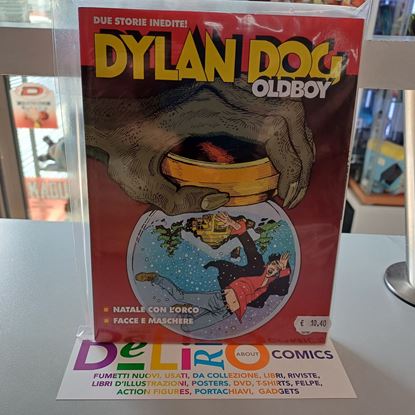 DUE STORIE INEDITE!
DYLAN DOG
OLDBOY
NATALE CON L'ORCO
FACCE E MASCHERE
€ 10,40
DeLiRiO ABOUT COMICS
FUMETTI NUOVI, USATI, DA COLLEZIONE, LIBRI, RIVISTE,
LIBRI D'ILLUSTRAZIONI, POSTERS, DVD, T-SHIRTS, FELPE,
ACTION FIGURES, PORTACHIAVI, GADGETS